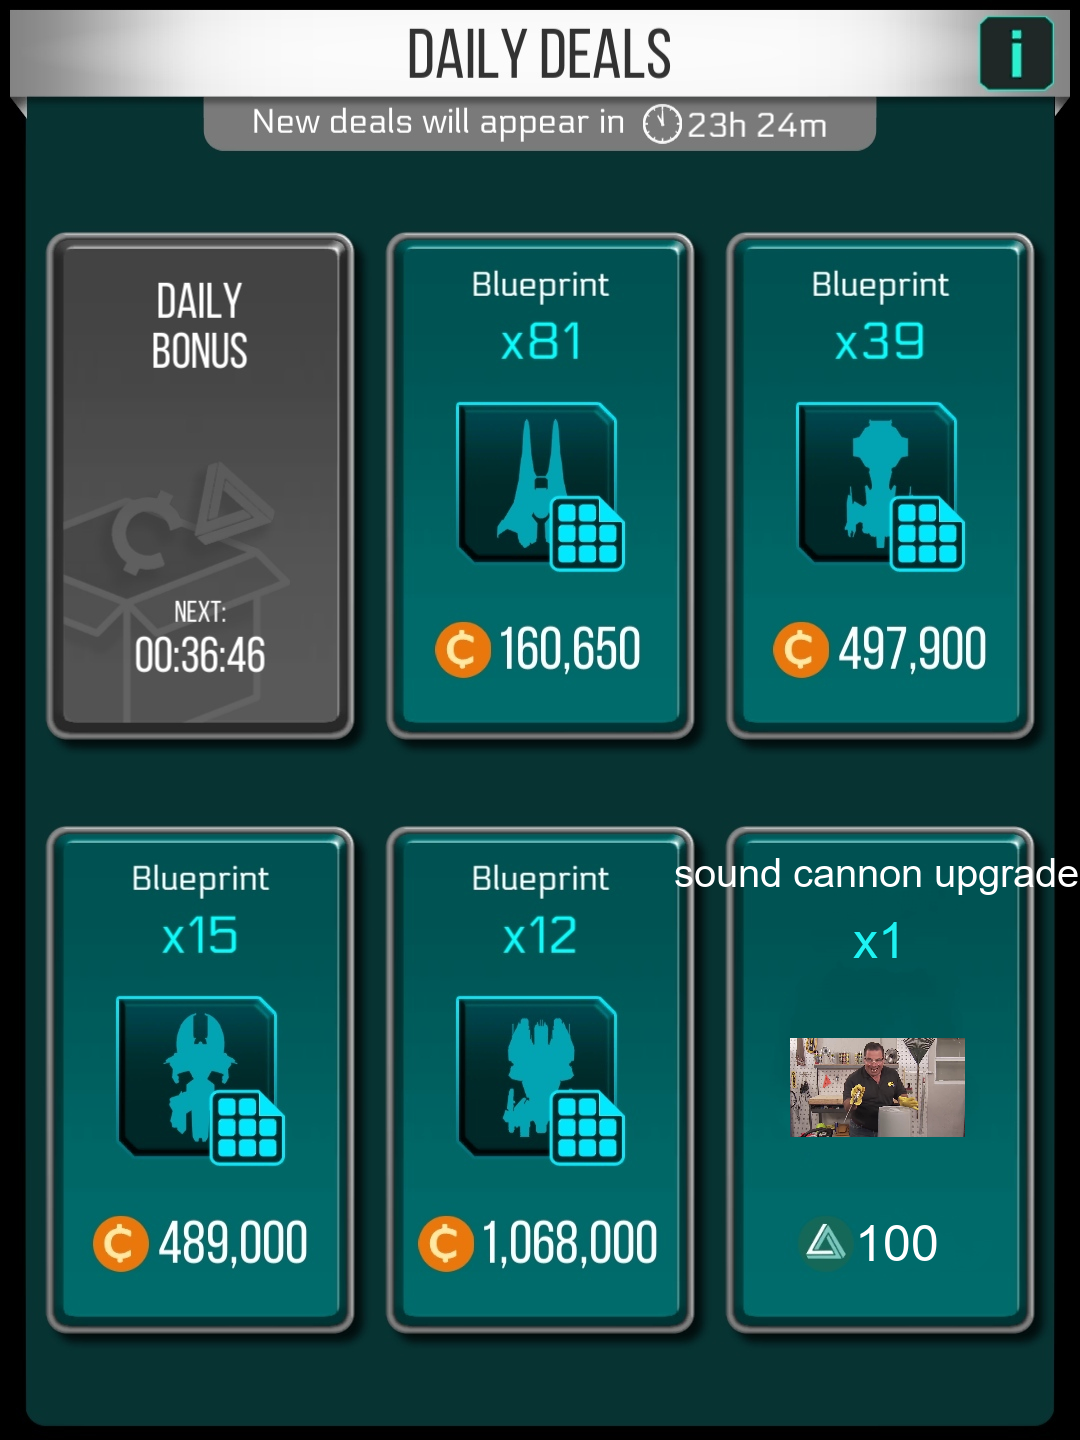 DAILY DEALS
i
New deals will appear in 23h 24m
DAILY
BONUS
NEXT:
00:36:46
Blueprint
x81
160,650
Blueprint
x39
497,900
Blueprint
x15
489,000
Blueprint
x12
1,068,000
sound cannon upgrade
x1
100